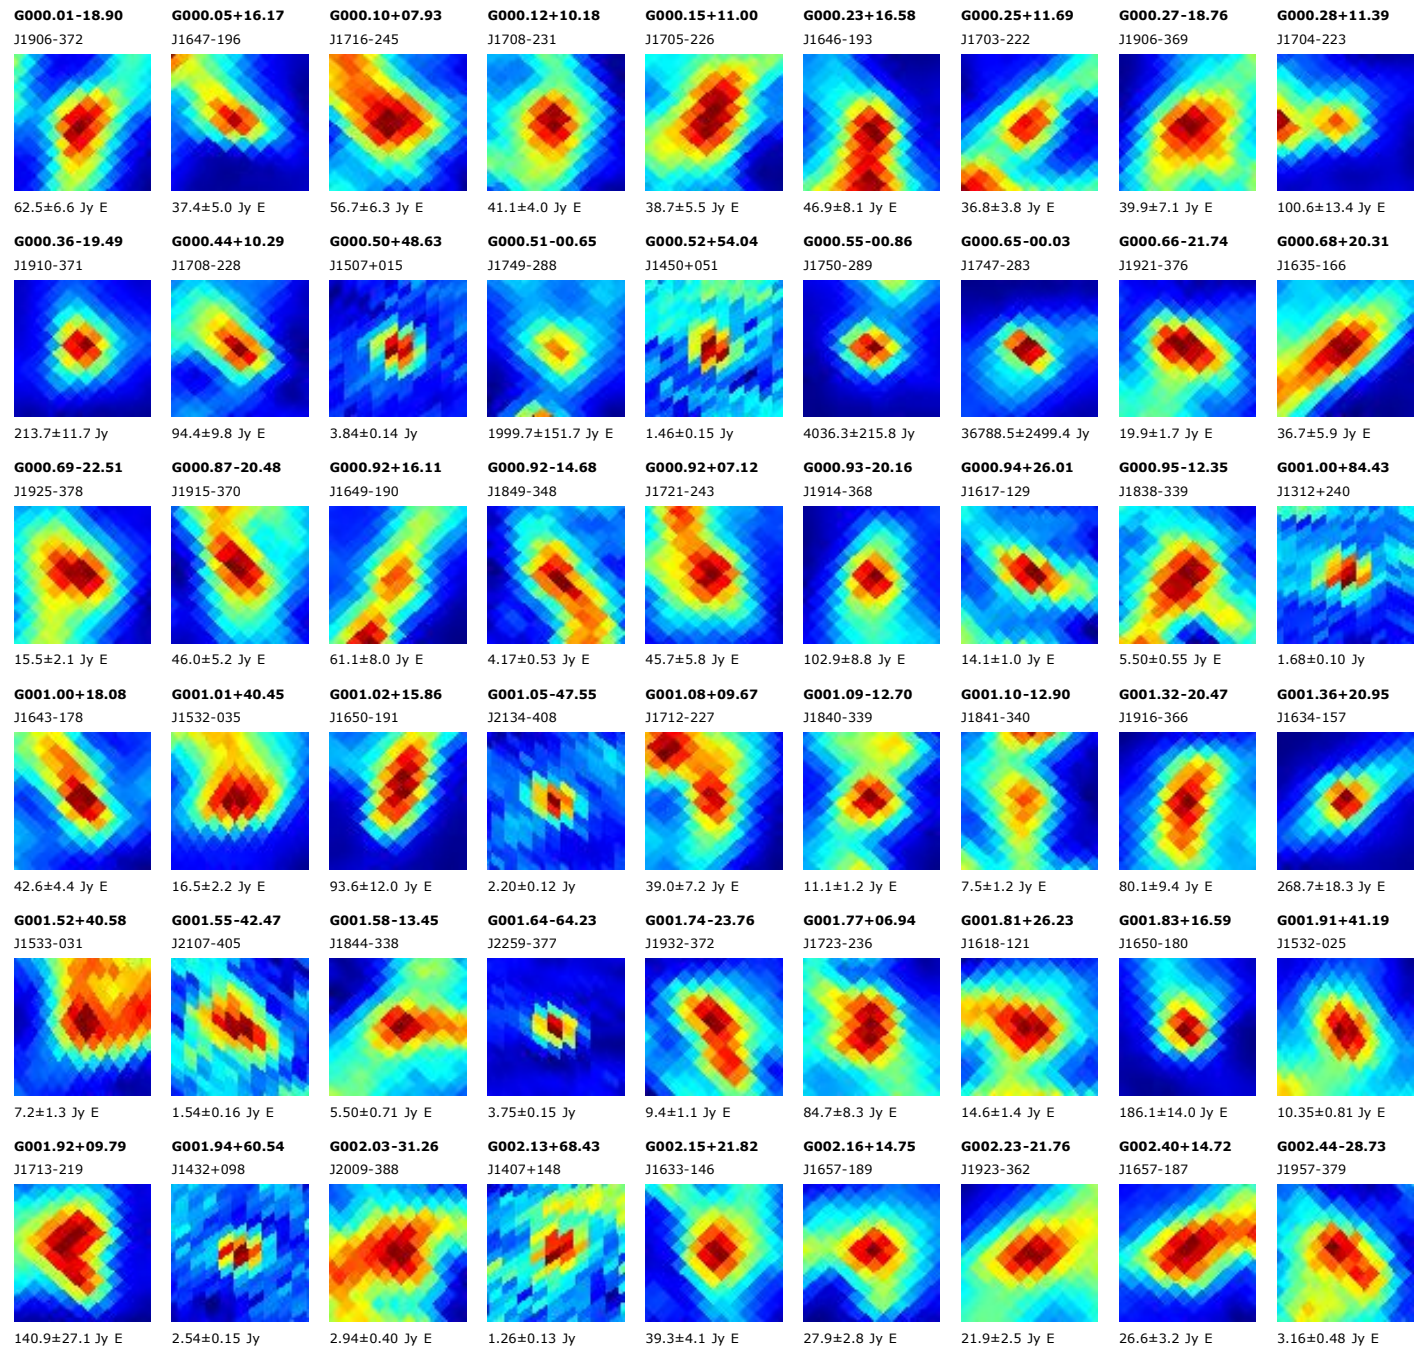 G000.01-18.90 G000.05+16.17 G000.10+07.93 G000.12+10.18 G000.15+11.00 G000.23+16.58 G000.25+11.69 G000.27-18.76 G000.28+11.39
J1906-372 J1647-196 J1716-245 J1708-231 J1705-226 J1646-193 J1703-222 J1906-369 J1704-223
62.5±6.6 Jy E 37.4±5.0 Jy E 56.7±6.3 Jy E 41.1±4.0 Jy E 38.7±5.5 Jy E 46.9±8.1 Jy E 36.8±3.8 Jy E 39.9±7.1 Jy E 100.6±13.4 Jy E
G000.36-19.49 G000.44+10.29 G000.50+48.63 G000.51-00.65 G000.52+54.04 G000.55-00.86 G000.65-00.03 G000.66-21.74 G000.68+20.31
J1910-371 J1708-228 J1507+015 J1749-288 J1450+051 J1750-289 J1747-283 J1921-376 J1635-166
213.7±11.7 Jy 94.4±9.8 Jy E 3.84±0.14 Jy 1999.7±151.7 Jy E 1.46±0.15 Jy 4036.3±215.8 Jy 36788.5±2499.4 Jy 19.9±1.7 Jy E 36.7±5.9 Jy E
G000.69-22.51 G000.87-20.48 G000.92+16.11 G000.92-14.68 G000.92+07.12 G000.93-20.16 G000.94+26.01 G000.95-12.35 G001.00+84.43
J1925-378 J1915-370 J1649-190 J1849-348 J1721-243 J1914-368 J1617-129 J1838-339 J1312+240
15.5±2.1 Jy E 46.0±5.2 Jy E 61.1±8.0 Jy E 4.17±0.53 Jy E 45.7±5.8 Jy E 102.9±8.8 Jy E 14.1±1.0 Jy E 5.50±0.55 Jy E 1.68±0.10 Jy
G001.00+18.08 G001.01+40.45 G001.02+15.86 G001.05-47.55 G001.08+09.67 G001.09-12.70 G001.10-12.90 G001.32-20.47 G001.36+20.95
J1643-178 J1532-035 J1650-191 J2134-408 J1712-227 J1840-339 J1841-340 J1916-366 J1634-157
42.6±4.4 Jy E 16.5±2.2 Jy E 93.6±12.0 Jy E 2.20±0.12 Jy 39.0±7.2 Jy E 11.1±1.2 Jy E 7.5±1.2 Jy E 80.1±9.4 Jy E 268.7±18.3 Jy E
G001.52+40.58 G001.55-42.47 G001.58-13.45 G001.64-64.23 G001.74-23.76 G001.77+06.94 G001.81+26.23 G001.83+16.59 G001.91+41.19
J1533-031 J2107-405 J1844-338 J2259-377 J1932-372 J1723-236 J1618-121 J1650-180 J1532-025
7.2±1.3 Jy E 1.54±0.16 Jy E 5.50±0.71 Jy E 3.75±0.15 Jy 9.4±1.1 Jy E 84.7±8.3 Jy E 14.6±1.4 Jy E 186.1±14.0 Jy E 10.35±0.81 Jy E
G001.92+09.79 G001.94+60.54 G002.03-31.26 G002.13+68.43 G002.15+21.82 G002.16+14.75 G002.23-21.76 G002.40+14.72 G002.44-28.73
J1713-219 J1432+098 J2009-388 J1407+148 J1633-146 J1657-189 J1923-362 J1657-187 J1957-379
140.9±27.1 Jy E 2.54±0.15 Jy 2.94±0.40 Jy E 1.26±0.13 Jy 39.3±4.1 Jy E 27.9±2.8 Jy E 21.9±2.5 Jy E 26.6±3.2 Jy E 3.16±0.48 Jy E